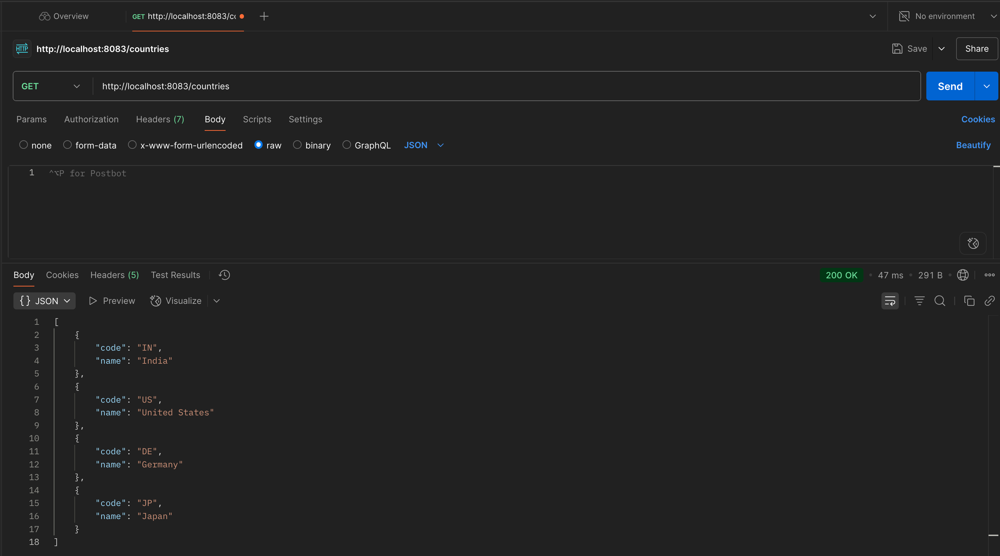 Overview
GET http://localhost:8083/cc
No environment
HTTP http://localhost:8083/countries
Save
Share
GET http://localhost:8083/countries
Send
Params Authorization Headers (7) Body Scripts Settings
Cookies
none form-data x-www-form-urlencoded raw binary GraphQL JSON
Beautify
1 ^⌥P for Postbot
Body Cookies Headers (5) Test Results
200 OK • 47 ms • 291 B •
{} JSON Preview Visualize
1 [
2 {
3 "code": "IN",
4 "name": "India"
5 },
6 {
7 "code": "US",
8 "name": "United States"
9 },
10 {
11 "code": "DE",
12 "name": "Germany"
13 },
14 {
15 "code": "JP",
16 "name": "Japan"
17 }
18 ]